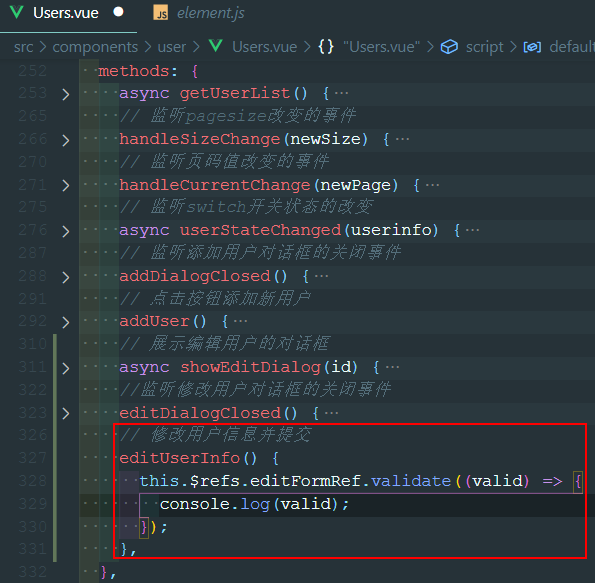 Users.vue ● JS element.js
src > components > user > Users.vue > {} "Users.vue" > script > default
252 methods: {
253 async getUserList() { ···
265 // 监听pagesize改变的事件
266 handleSizeChange(newSize) { ···
270 // 监听页码值改变的事件
271 handleCurrentChange(newPage) { ···
275 // 监听switch开关状态的改变
276 async userStateChanged(userinfo) { ···
287 // 监听添加用户对话框的关闭事件
288 addDialogClosed() { ···
291 // 点击按钮添加新用户
292 addUser() { ···
310 // 展示编辑用户的对话框
311 async showEditDialog(id) { ···
322 //监听修改用户对话框的关闭事件
323 editDialogClosed() { ···
326 // 修改用户信息并提交
327 editUserInfo() {
328 this.$refs.editFormRef.validate((valid) => {
329 console.log(valid);
330 });
331 },
332 },